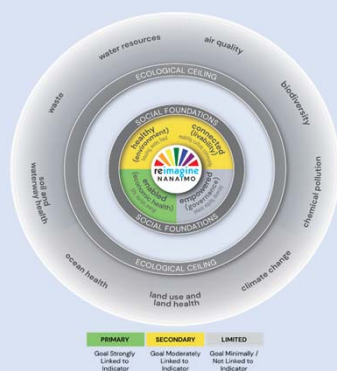 water resources
air quality
biodiversity
chemical pollution
climate change
land use and
land health
ocean health
soils and
waterway health
waste
ECOLOGICAL CEILING
SOCIAL FOUNDATIONS
healthy
(environment)
connected
(livability)
enabled
(economic health)
empowered
(governance)
reimagine
NANAIMO
SOCIAL FOUNDATIONS
ECOLOGICAL CEILING
PRIMARY
SECONDARY
LIMITED
Goal Strongly
Linked to
Indicator
Goal Moderately
Linked to
Indicator
Goal Minimally /
Not Linked to
Indicator